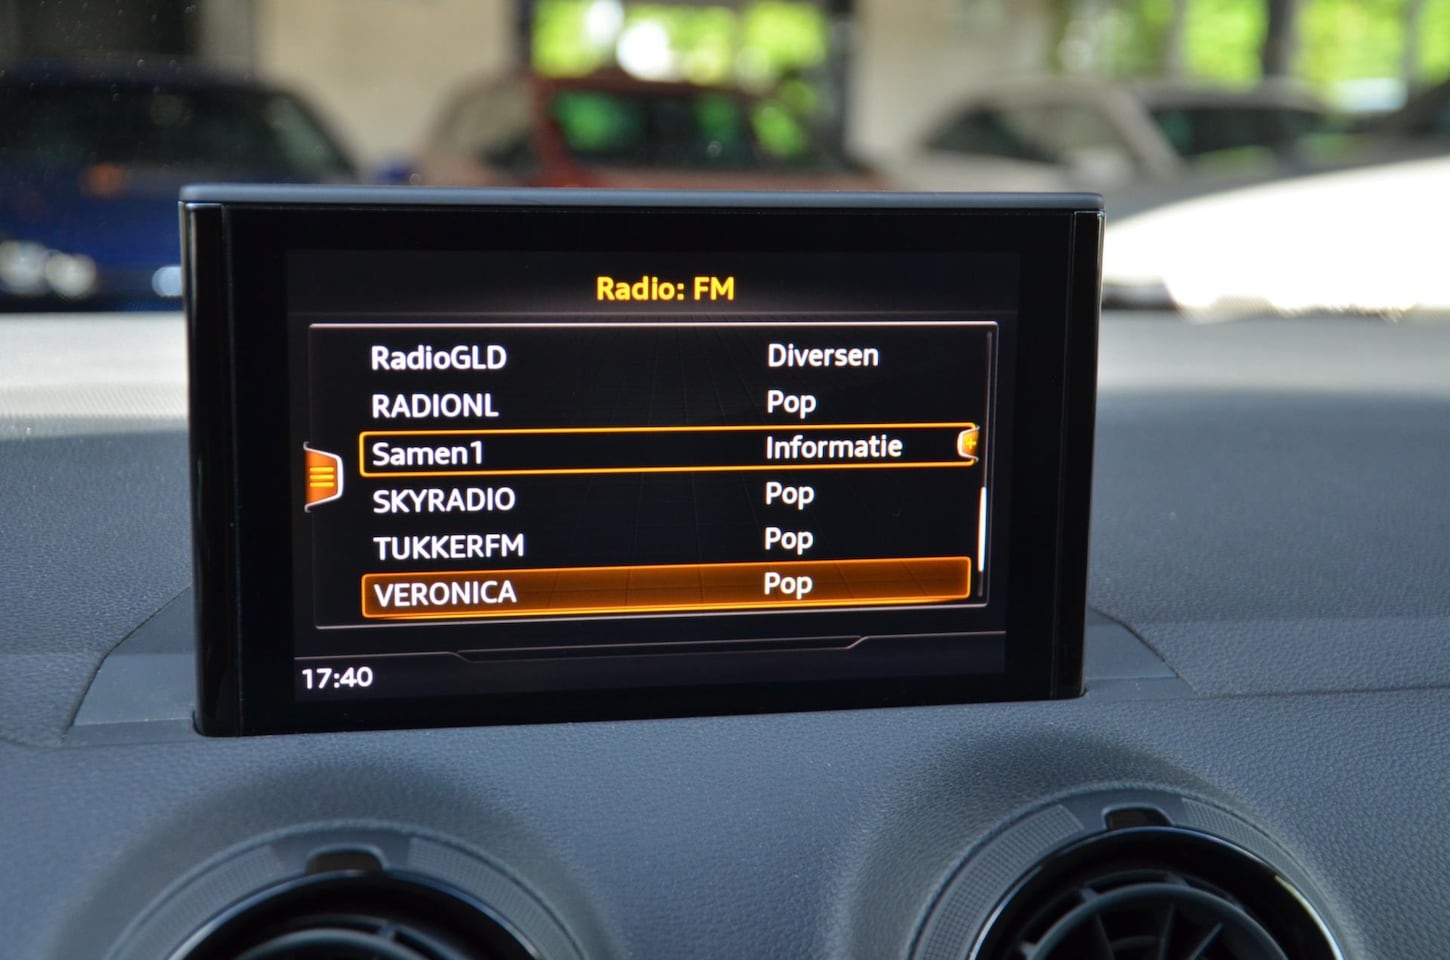 Radio: FM
RadioGLD Diversen
RADIONL Pop
Samen1 Informatie
SKYRADIO Pop
TUKKERFM Pop
VERONICA Pop
17:40